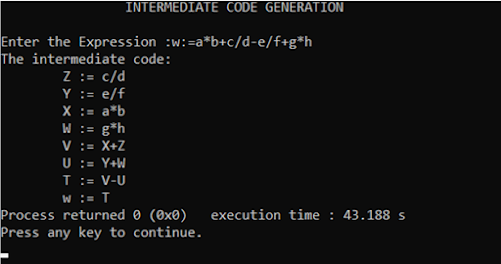 INTERMEDIATE CODE GENERATION
Enter the Expression :w:=a*b+c/d-e/f+g*h
The intermediate code:
Z := c/d
Y := e/f
X := a*b
W := g*h
V := X+Z
U := Y+W
T := V-U
w := T
Process returned 0 (0x0)   execution time : 43.188 s
Press any key to continue.